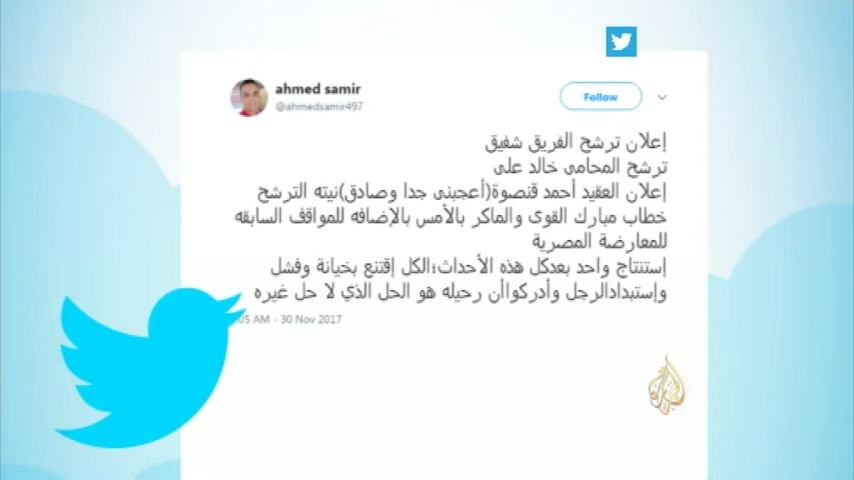 ahmed samir
@ahmedsamir497
Follow
إعلان ترشح الفريق شفيق
ترشح المحامى خالد على
إعلان العقيد أحمد قنصوة(أعجبنى جدا وصادق)نيته الترشح
خطاب مبارك القوى والماكر بالأمس بالإضافه للمواقف السابقه
للمعارضة المصرية
إستنتاج واحد بعدكل هذه الأحداث؛الكل إقتنع بخيانة وفشل
وإستبدادالرجل وأدركواأن رحيله هو الحل الذي لا حل غيره
05 AM - 30 Nov 2017